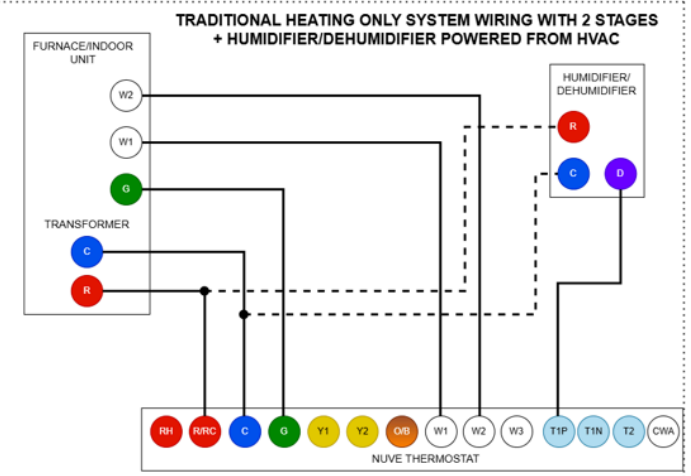 TRADITIONAL HEATING ONLY SYSTEM WIRING WITH 2 STAGES
+ HUMIDIFIER/DEHUMIDIFIER POWERED FROM HVAC
FURNACE/INDOOR
UNIT
W2
W1
G
TRANSFORMER
C
R
HUMIDIFIER/
DEHUMIDIFIER
R
C D
RH R/RC C G Y1 Y2 O/B W1 W2 W3 T1P T1N T2 CWA
NUVE THERMOSTAT